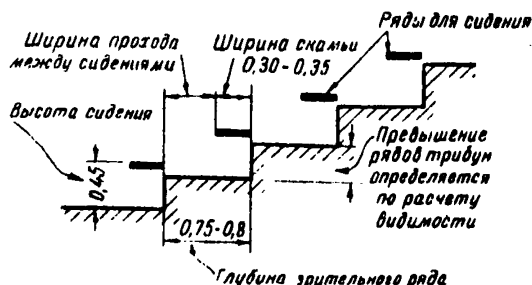 Ряды для сидения
Ширина прохода
между сидениями
Ширина скамьи
0,30-0,35
Высота сидения
0,45
Превышение
рядов трибун
определяется
по расчету
видимости
0,75-0,8
Глубина зрительного ряда